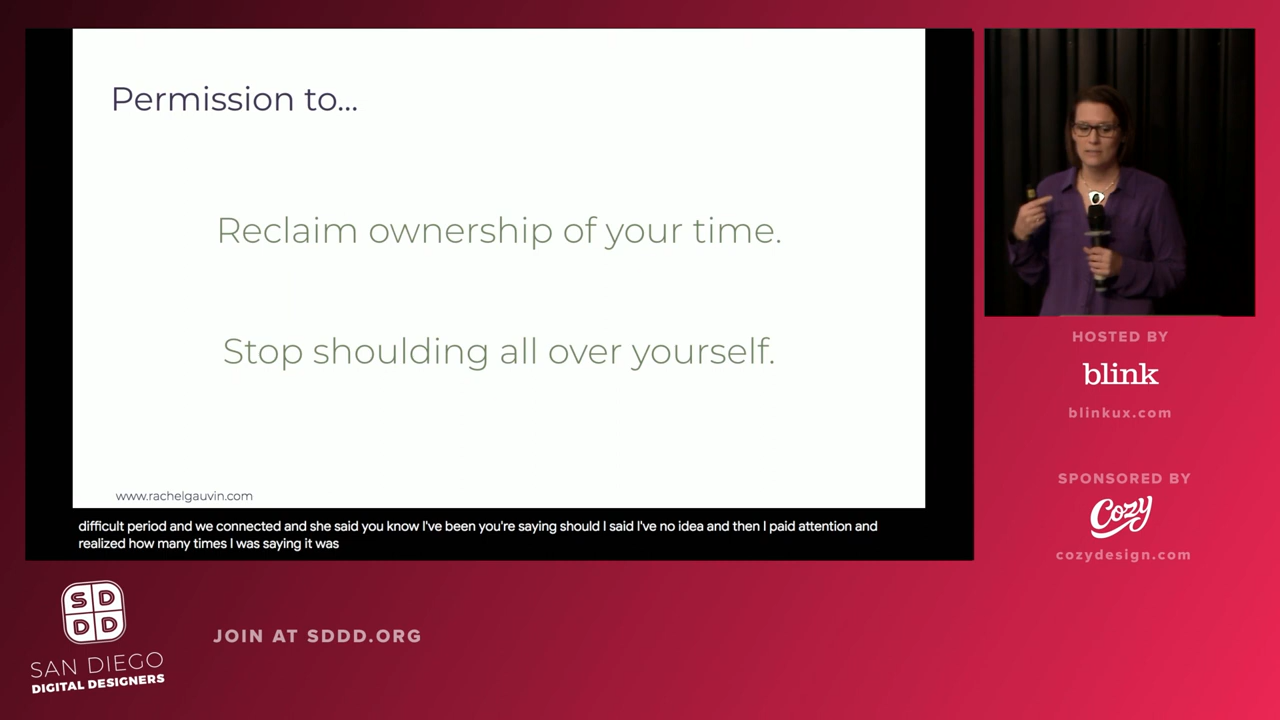 Permission to...
Reclaim ownership of your time.
Stop shoulding all over yourself.
www.rachelgauvin.com
difficult period and we connected and she said you know I've been you're saying should I said I've no idea and then I paid attention and
realized how many times I was saying it was
HOSTED BY
blink
blinkux.com
SPONSORED BY
Cozy
cozydesign.com
SD
DD
SAN DIEGO
DIGITAL DESIGNERS
JOIN AT SDDD.ORG